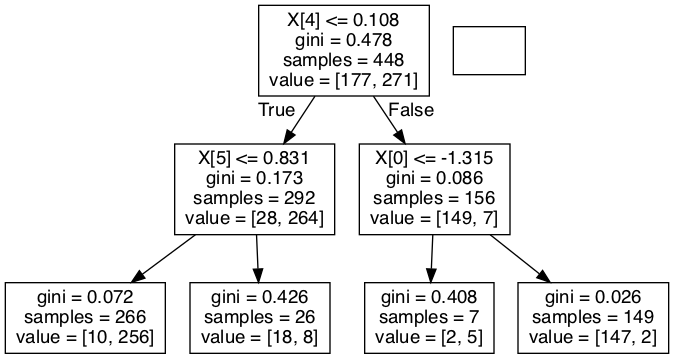 X[4] <= 0.108
gini = 0.478
samples = 448
value = [177, 271]
True
False
X[5] <= 0.831
gini = 0.173
samples = 292
value = [28, 264]
X[0] <= -1.315
gini = 0.086
samples = 156
value = [149, 7]
gini = 0.072
samples = 266
value = [10, 256]
gini = 0.426
samples = 26
value = [18, 8]
gini = 0.408
samples = 7
value = [2, 5]
gini = 0.026
samples = 149
value = [147, 2]